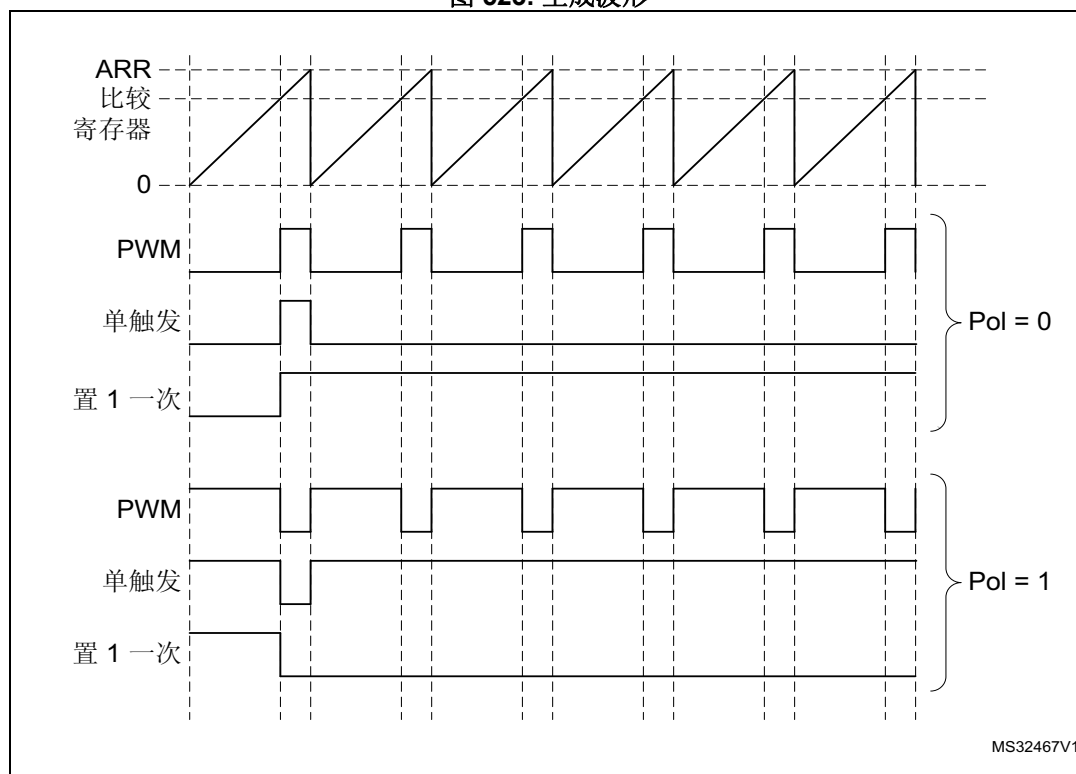 ARR
比较
寄存器
0
PWM
单触发
置 1 一次
Pol = 0
PWM
单触发
置 1 一次
Pol = 1
MS32467V1